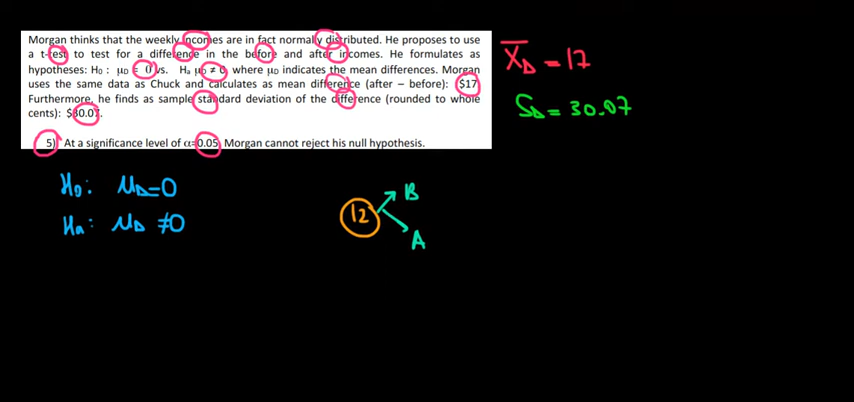 Morgan thinks that the weekly incomes are in fact normally distributed. He proposes to use
a t-test to test for a difference in the before and after incomes. He formulates as
hypotheses: H₀ : μD = 0 vs. Hₐ μD ≠ 0 where μD indicates the mean differences. Morgan
uses the same data as Chuck and calculates as mean difference (after – before): $17
Furthermore, he finds as sample standard deviation of the difference (rounded to whole
cents): $30.07.
5) At a significance level of α=0.05, Morgan cannot reject his null hypothesis.
X̄D = 17
SD = 30.07
H0: μD=0
Ha: μD ≠0
12
B
A